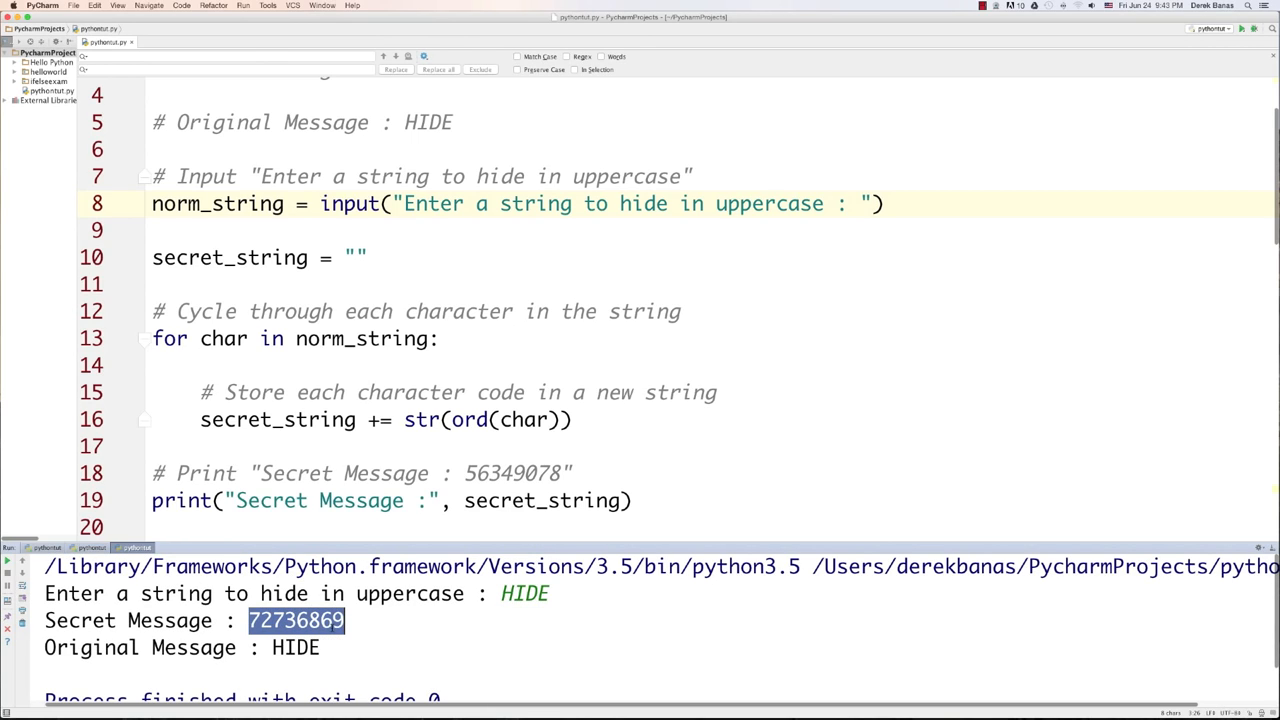 PyCharm File Edit View Navigate Code Refactor Run Tools VCS Window Help 10 Fri Jun 24 9:43 PM Derek Banas
pythontut.py - PycharmProjects - [~/PycharmProjects]
PycharmProjects pythontut.py pythontut
pythontut.py
PycharmProject
Hello Python
helloworld
ifelseexam
pythontut.py
External Librarie
Match Case Regex Words
Replace Replace all Exclude Preserve Case In Selection
4
5 # Original Message : HIDE
6
7 # Input "Enter a string to hide in uppercase"
8 norm_string = input("Enter a string to hide in uppercase : ")
9
10 secret_string = ""
11
12 # Cycle through each character in the string
13 for char in norm_string:
14
15 # Store each character code in a new string
16 secret_string += str(ord(char))
17
18 # Print "Secret Message : 56349078"
19 print("Secret Message :", secret_string)
20
Run: pythontut pythontut pythontut
/Library/Frameworks/Python.framework/Versions/3.5/bin/python3.5 /Users/derekbanas/PycharmProjects/pytho
Enter a string to hide in uppercase : HIDE
Secret Message : 72736869
Original Message : HIDE
Process finished with exit code 0
8 chars 3:26 LF÷ UTF-8÷